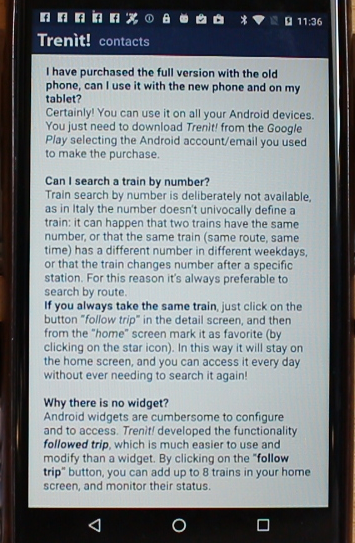 11:36
Trenìt! contacts
I have purchased the full version with the old
phone, can I use it with the new phone and on my
tablet?
Certainly! You can use it on all your Android devices.
You just need to download Trenìt! from the Google
Play selecting the Android account/email you used
to make the purchase.
Can I search a train by number?
Train search by number is deliberately not available,
as in Italy the number doesn't univocally define a
train: it can happen that two trains have the same
number, or that the same train (same route, same
time) has a different number in different weekdays,
or that the train changes number after a specific
station. For this reason it's always preferable to
search by route.
If you always take the same train, just click on the
button "follow trip" in the detail screen, and then
from the "home" screen mark it as favorite (by
clicking on the star icon). In this way it will stay on
the home screen, and you can access it every day
without ever needing to search it again!
Why there is no widget?
Android widgets are cumbersome to configure
and to access. Trenìt! developed the functionality
followed trip, which is much easier to use and
modify than a widget. By clicking on the "follow
trip" button, you can add up to 8 trains in your home
screen, and monitor their status.